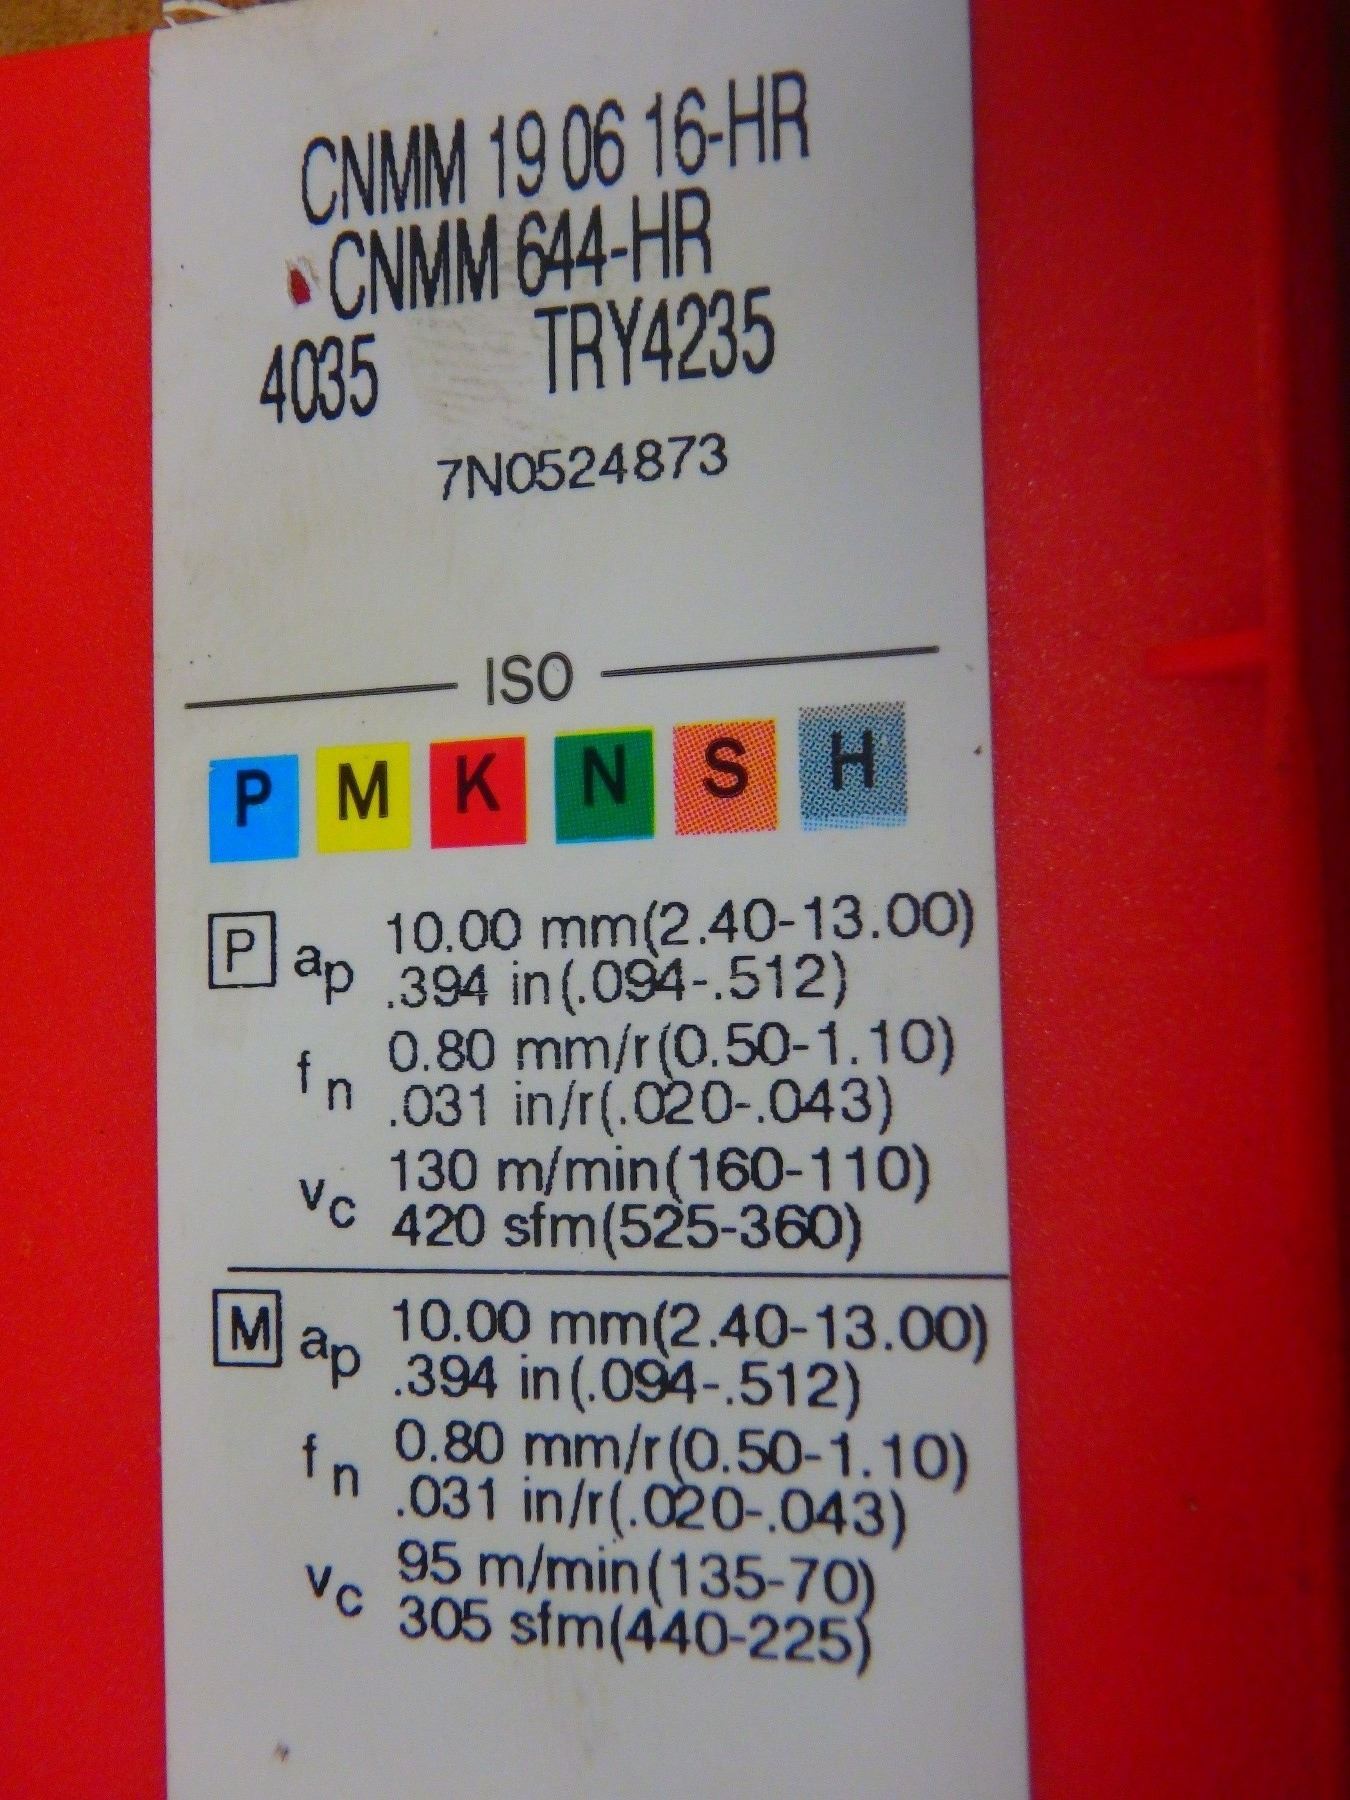 CNMM 19 06 16-HR
CNMM 644-HR
4035 TRY4235
7N0524873
ISO
P M K N S H
P ap 10.00 mm(2.40-13.00)
.394 in(.094-.512)
fn 0.80 mm/r(0.50-1.10)
.031 in/r(.020-.043)
vc 130 m/min(160-110)
420 sfm(525-360)
M ap 10.00 mm(2.40-13.00)
.394 in(.094-.512)
fn 0.80 mm/r(0.50-1.10)
.031 in/r(.020-.043)
vc 95 m/min(135-70)
305 sfm(440-225)